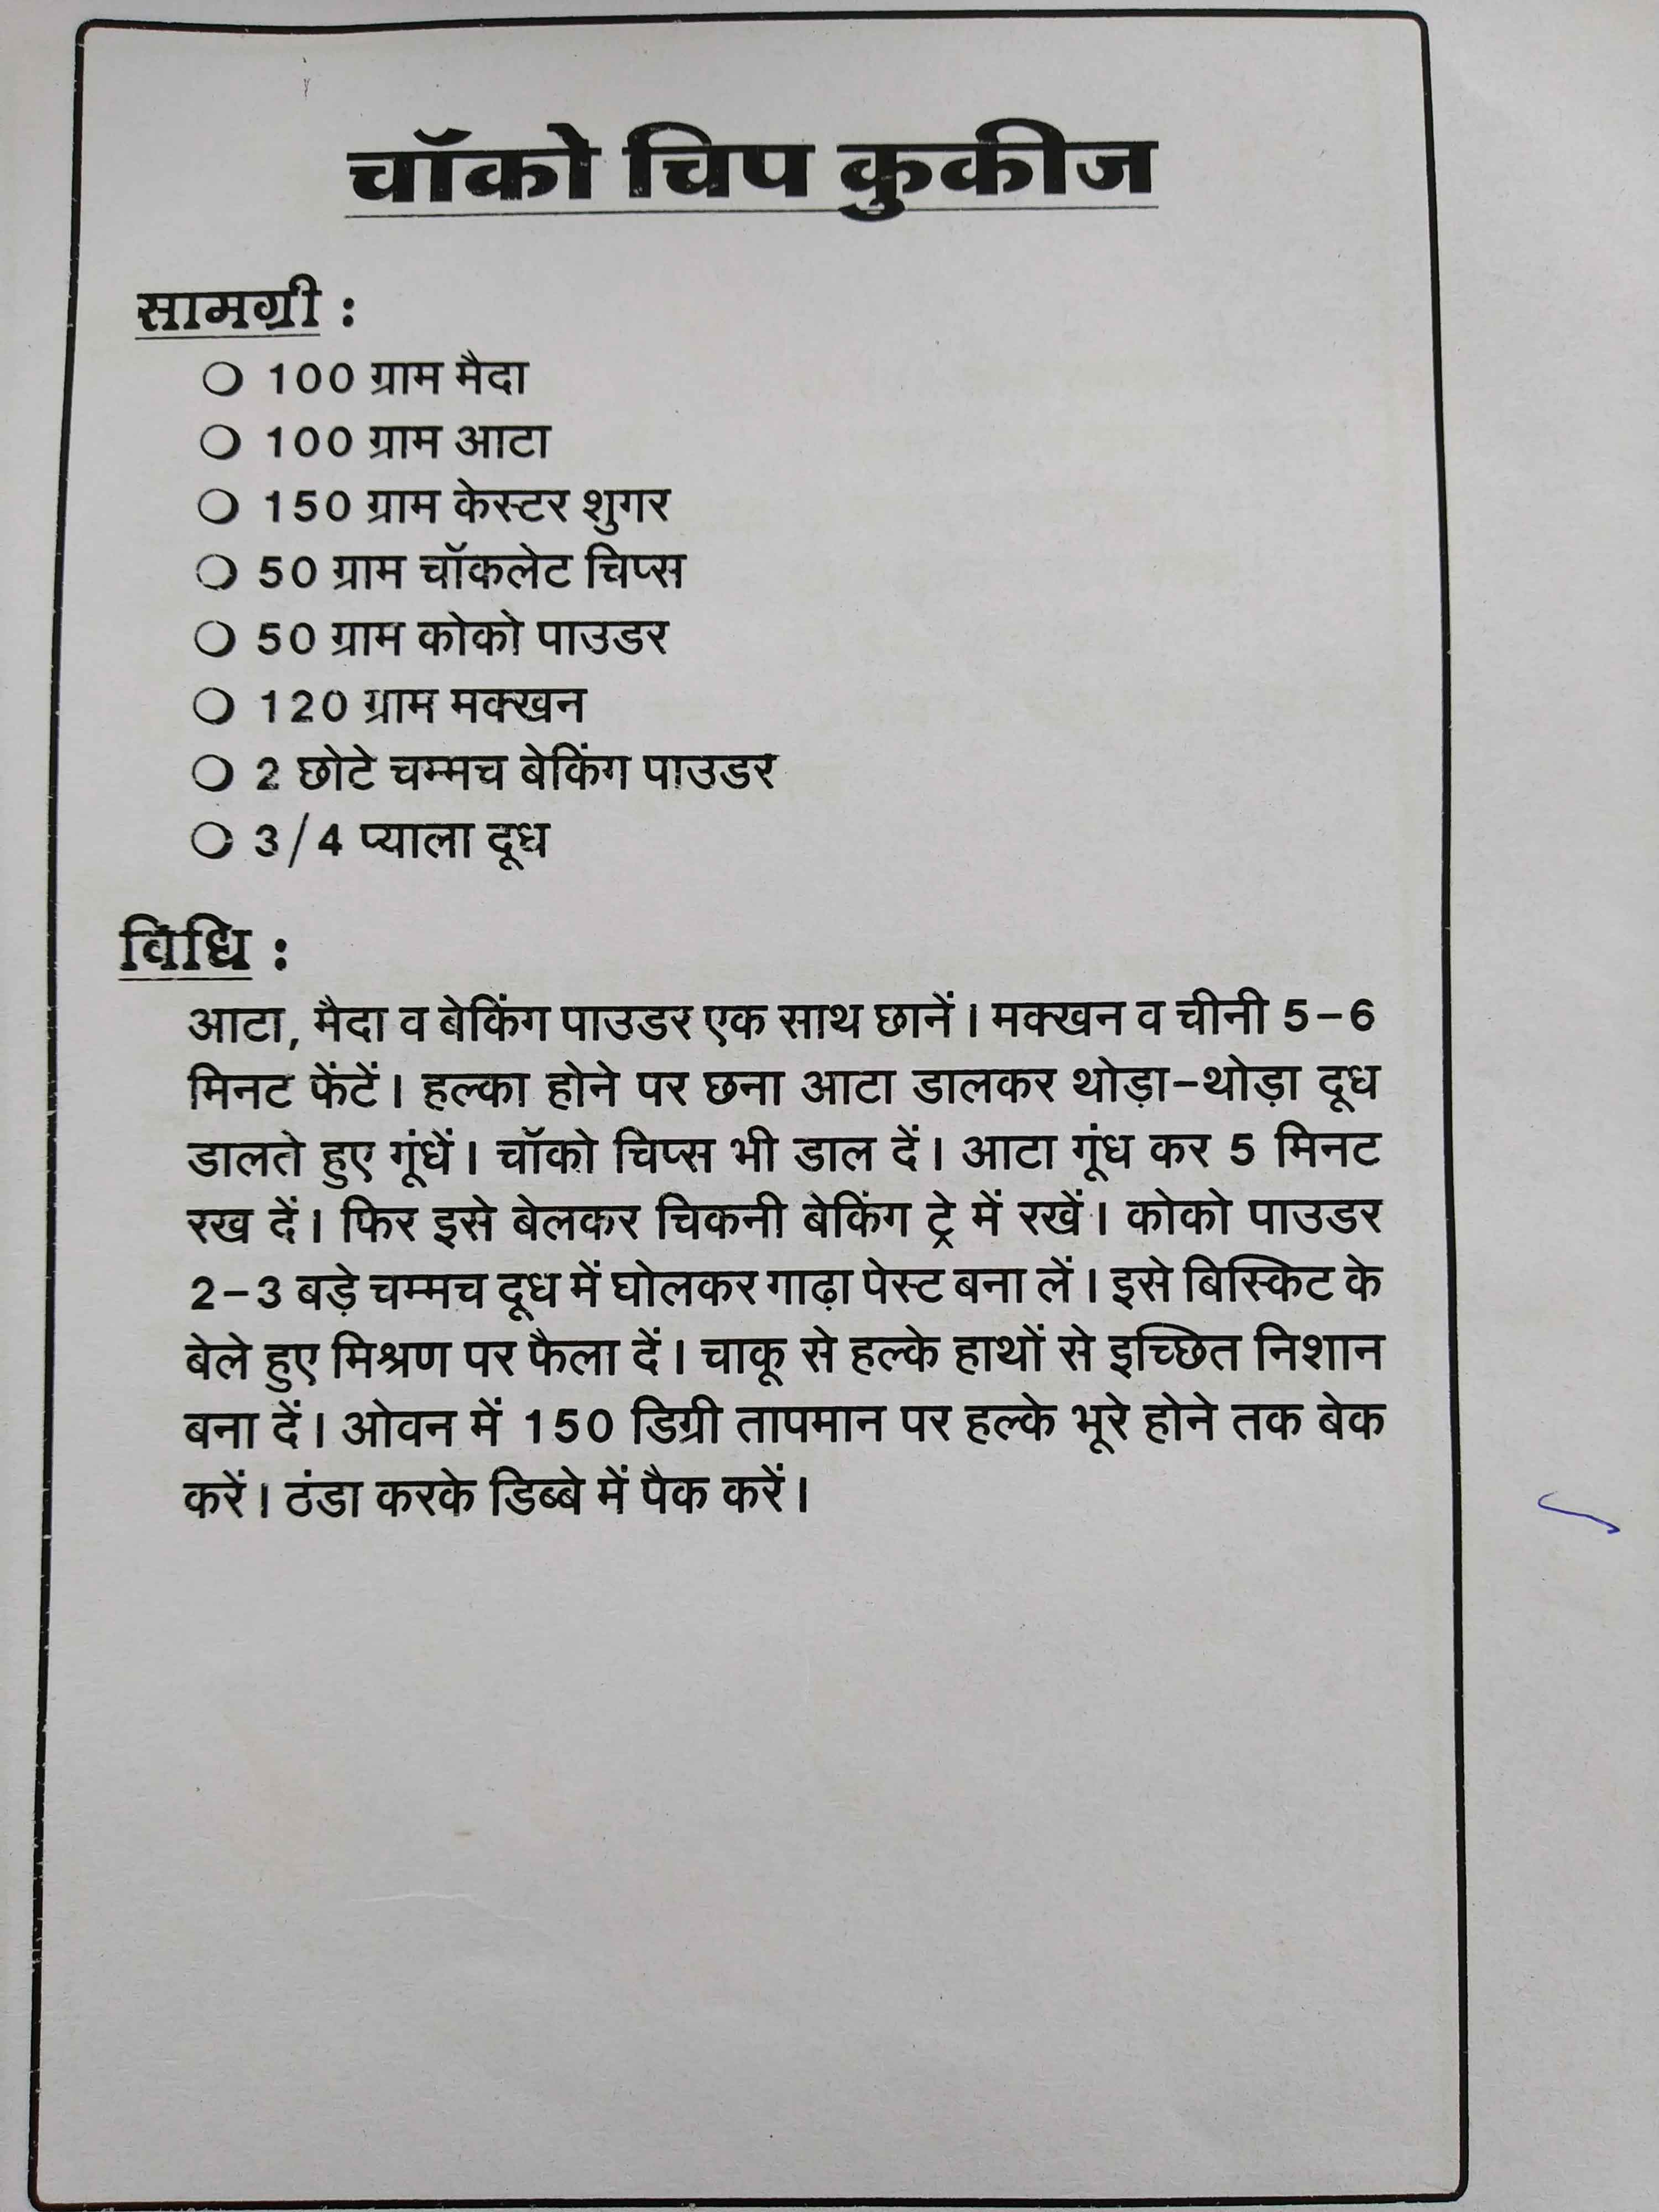 चॉको चिप कुकीज
सामग्री :
○ 100 ग्राम मैदा
○ 100 ग्राम आटा
○ 150 ग्राम केस्टर शुगर
○ 50 ग्राम चॉकलेट चिप्स
○ 50 ग्राम कोको पाउडर
○ 120 ग्राम मक्खन
○ 2 छोटे चम्मच बेकिंग पाउडर
○ 3/4 प्याला दूध
विधि :
आटा, मैदा व बेकिंग पाउडर एक साथ छानें। मक्खन व चीनी 5-6
मिनट फेंटें। हल्का होने पर छना आटा डालकर थोड़ा-थोड़ा दूध
डालते हुए गूंधें। चॉको चिप्स भी डाल दें। आटा गूंध कर 5 मिनट
रख दें। फिर इसे बेलकर चिकनी बेकिंग ट्रे में रखें। कोको पाउडर
2-3 बड़े चम्मच दूध में घोलकर गाढ़ा पेस्ट बना लें। इसे बिस्किट के
बेले हुए मिश्रण पर फैला दें। चाकू से हल्के हाथों से इच्छित निशान
बना दें। ओवन में 150 डिग्री तापमान पर हल्के भूरे होने तक बेक
करें। ठंडा करके डिब्बे में पैक करें।